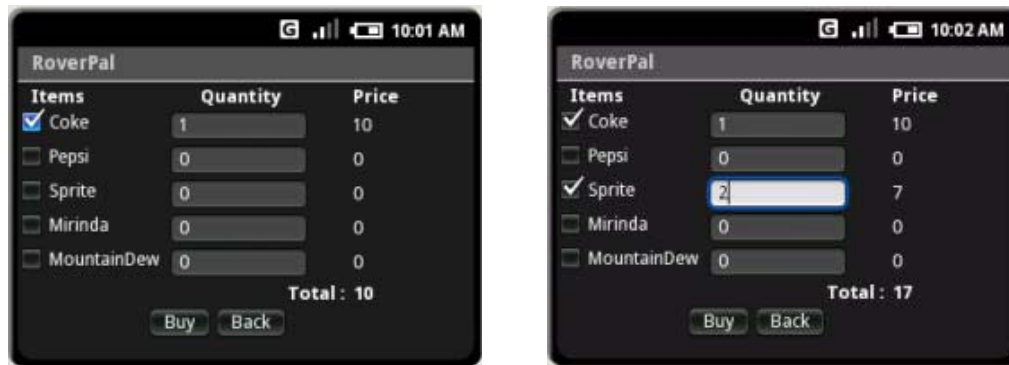 G 10:01 AM
RoverPal
Items Quantity Price
Coke 1 10
Pepsi 0 0
Sprite 0 0
Mirinda 0 0
MountainDew 0 0
Total : 10
Buy Back
G 10:02 AM
RoverPal
Items Quantity Price
Coke 1 10
Pepsi 0 0
Sprite 2 7
Mirinda 0 0
MountainDew 0 0
Total : 17
Buy Back